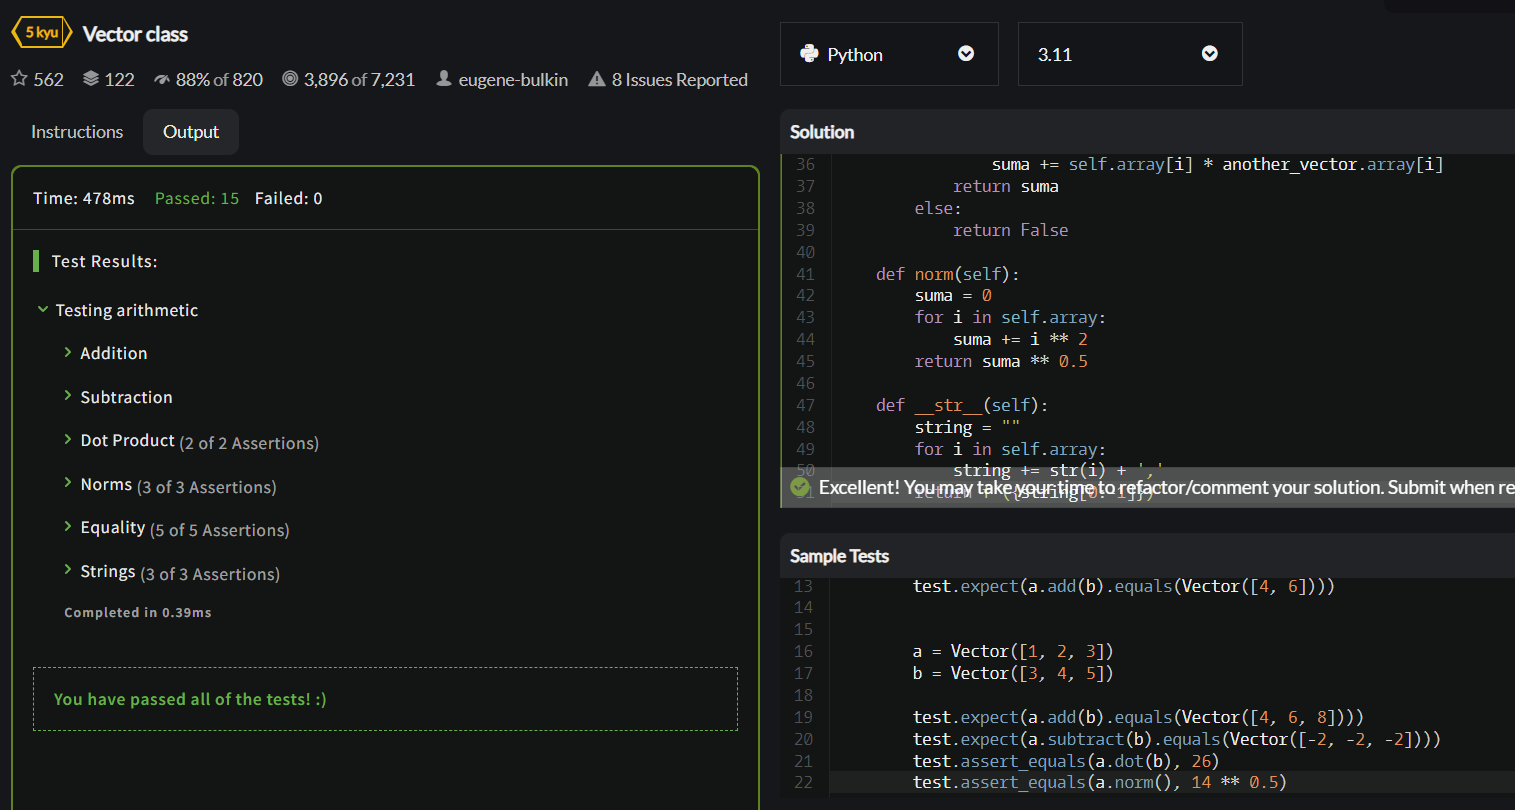 5 kyu Vector class
562 122 88% of 820 3,896 of 7,231 eugene-bulkin 8 Issues Reported
Instructions Output
Time: 478ms Passed: 15 Failed: 0
Test Results:
Testing arithmetic
Addition
Subtraction
Dot Product (2 of 2 Assertions)
Norms (3 of 3 Assertions)
Equality (5 of 5 Assertions)
Strings (3 of 3 Assertions)
Completed in 0.39ms
You have passed all of the tests! :)
Python 3.11
Solution
36 suma += self.array[i] * another_vector.array[i]
37 return suma
38 else:
39 return False
40
41 def norm(self):
42 suma = 0
43 for i in self.array:
44 suma += i ** 2
45 return suma ** 0.5
46
47 def __str__(self):
48 string = ""
49 for i in self.array:
50 string += str(i) + ','
Excellent! You may take your time to refactor/comment your solution. Submit when re
Sample Tests
13 test.expect(a.add(b).equals(Vector([4, 6])))
14
15
16 a = Vector([1, 2, 3])
17 b = Vector([3, 4, 5])
18
19 test.expect(a.add(b).equals(Vector([4, 6, 8])))
20 test.expect(a.subtract(b).equals(Vector([-2, -2, -2])))
21 test.assert_equals(a.dot(b), 26)
22 test.assert_equals(a.norm(), 14 ** 0.5)